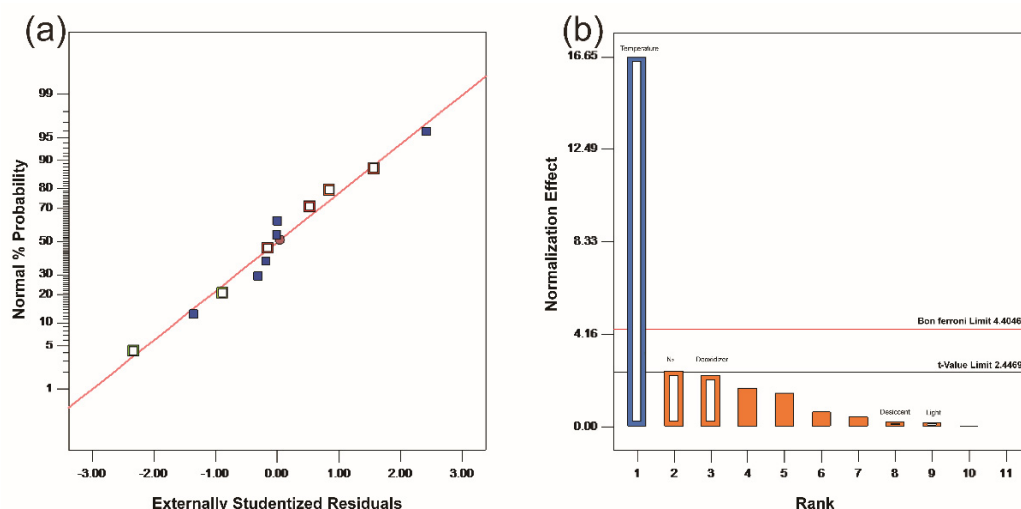 (a)
99
95
90
80
70
50
30
20
10
5
1
Normal % Probability
-3.00 -2.00 -1.00 0.00 1.00 2.00 3.00
Externally Studentized Residuals
(b)
16.65
12.49
8.33
4.16
0.00
Normalization Effect
Temperature
Bon ferroni Limit 4.4046
t-Value Limit 2.4469
Desiccent Light
1 2 3 4 5 6 7 8 9 10 11
Rank